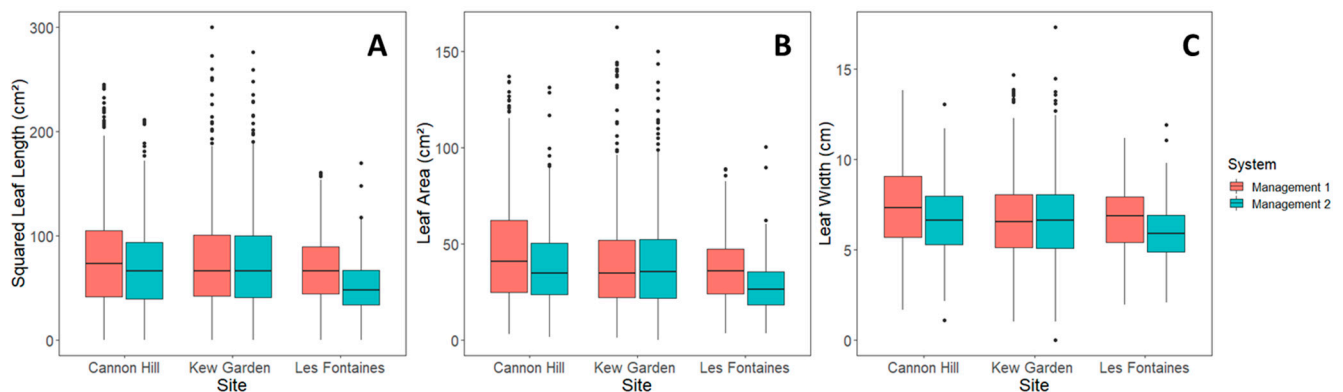 A
300
200
100
0
Squared Leaf Length (cm²)
Cannon Hill Kew Garden Les Fontaines
Site
B
150
100
50
0
Leaf Area (cm²)
Cannon Hill Kew Garden Les Fontaines
Site
C
15
10
5
0
Leaf Width (cm)
Cannon Hill Kew Garden Les Fontaines
Site
System
Management 1
Management 2